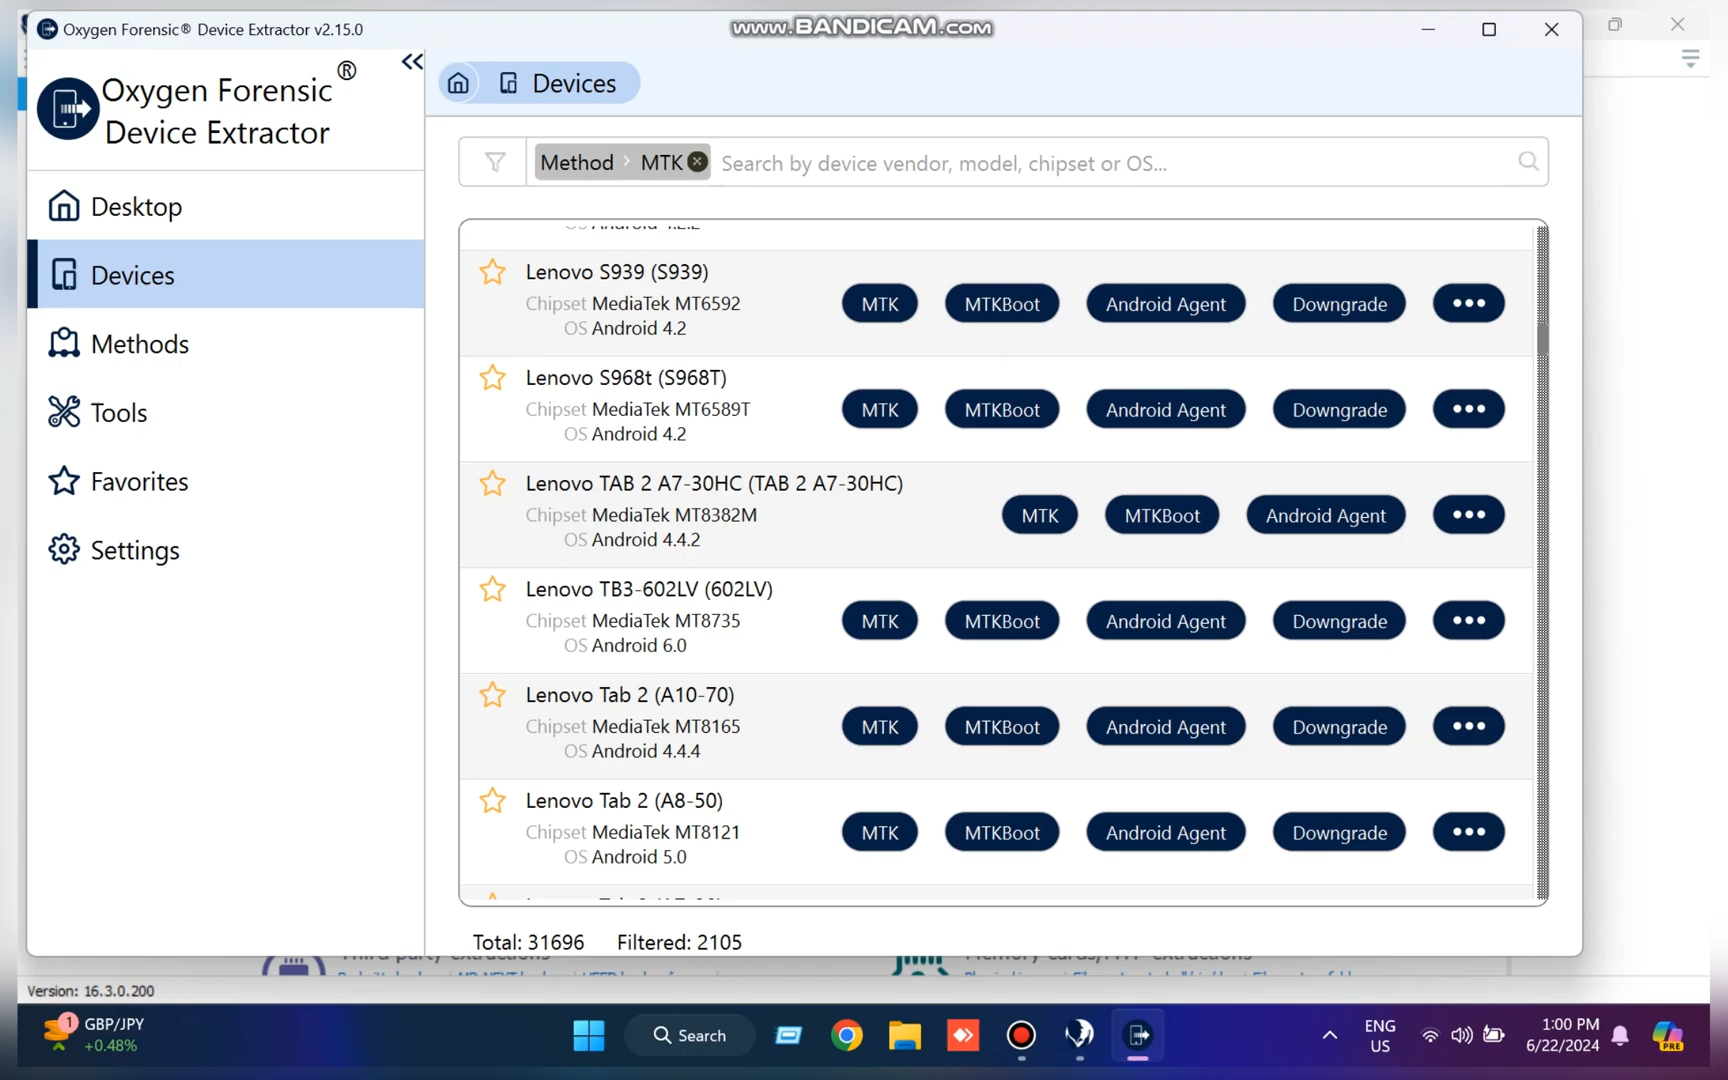 Oxygen Forensic® Device Extractor v2.15.0
www.BANDICAM.com
Oxygen Forensic ®
Device Extractor
Devices
Desktop
Devices
Methods
Tools
Favorites
Settings
Method > MTK Search by device vendor, model, chipset or OS...
Lenovo S939 (S939)
Chipset MediaTek MT6592
OS Android 4.2
MTK MTKBoot Android Agent Downgrade •••
Lenovo S968t (S968T)
Chipset MediaTek MT6589T
OS Android 4.2
MTK MTKBoot Android Agent Downgrade •••
Lenovo TAB 2 A7-30HC (TAB 2 A7-30HC)
Chipset MediaTek MT8382M
OS Android 4.4.2
MTK MTKBoot Android Agent •••
Lenovo TB3-602LV (602LV)
Chipset MediaTek MT8735
OS Android 6.0
MTK MTKBoot Android Agent Downgrade •••
Lenovo Tab 2 (A10-70)
Chipset MediaTek MT8165
OS Android 4.4.4
MTK MTKBoot Android Agent Downgrade •••
Lenovo Tab 2 (A8-50)
Chipset MediaTek MT8121
OS Android 5.0
MTK MTKBoot Android Agent Downgrade •••
Total: 31696 Filtered: 2105
Version: 16.3.0.200
1
GBP/JPY
+0.48%
Search
ENG
US
1:00 PM
6/22/2024
PRE